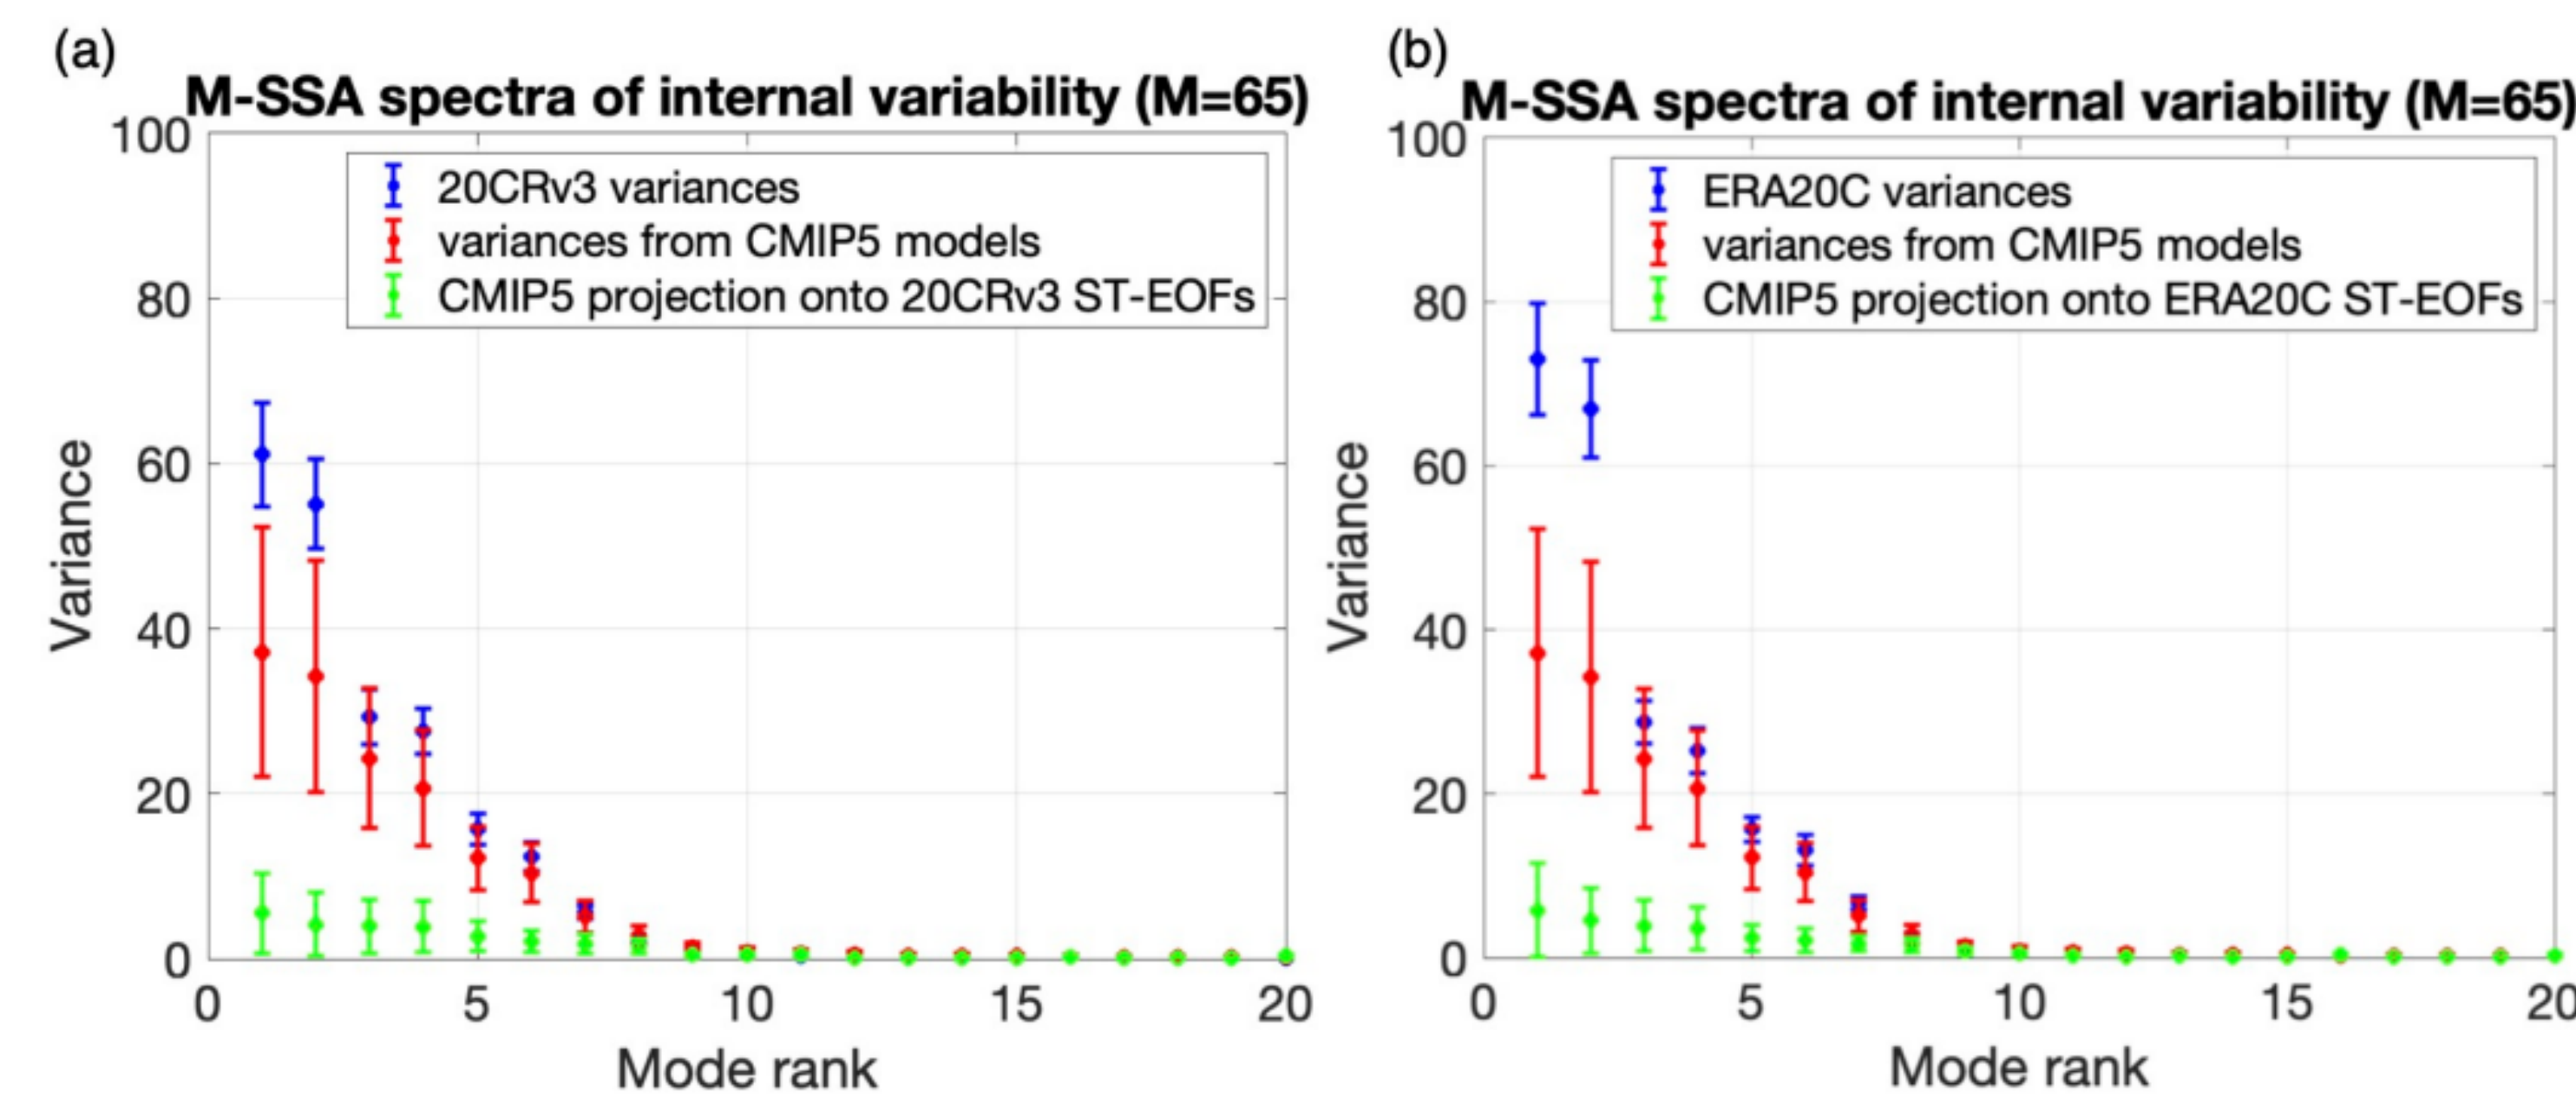 (a)
M-SSA spectra of internal variability (M=65)
100
80
60
40
20
0
Variance
20CRv3 variances
variances from CMIP5 models
CMIP5 projection onto 20CRv3 ST-EOFs
0 5 10 15 20
Mode rank
(b)
M-SSA spectra of internal variability (M=65)
100
80
60
40
20
0
Variance
ERA20C variances
variances from CMIP5 models
CMIP5 projection onto ERA20C ST-EOFs
0 5 10 15 20
Mode rank